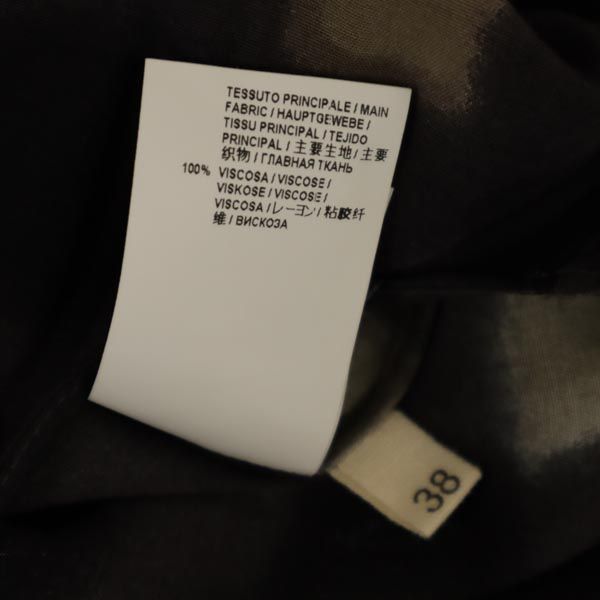 TESSUTO PRINCIPALE / MAIN
FABRIC / HAUPTGEWEBE /
TISSU PRINCIPAL / TEJIDO
PRINCIPAL / 主要生地 / 主要
织物 / ГЛАВНАЯ ТКАНЬ
100% VISCOSA / VISCOSE /
VISKOSE / VISCOSE /
VISCOSA / レーヨン / 粘胶纤
维 / ВИСКОЗА
38